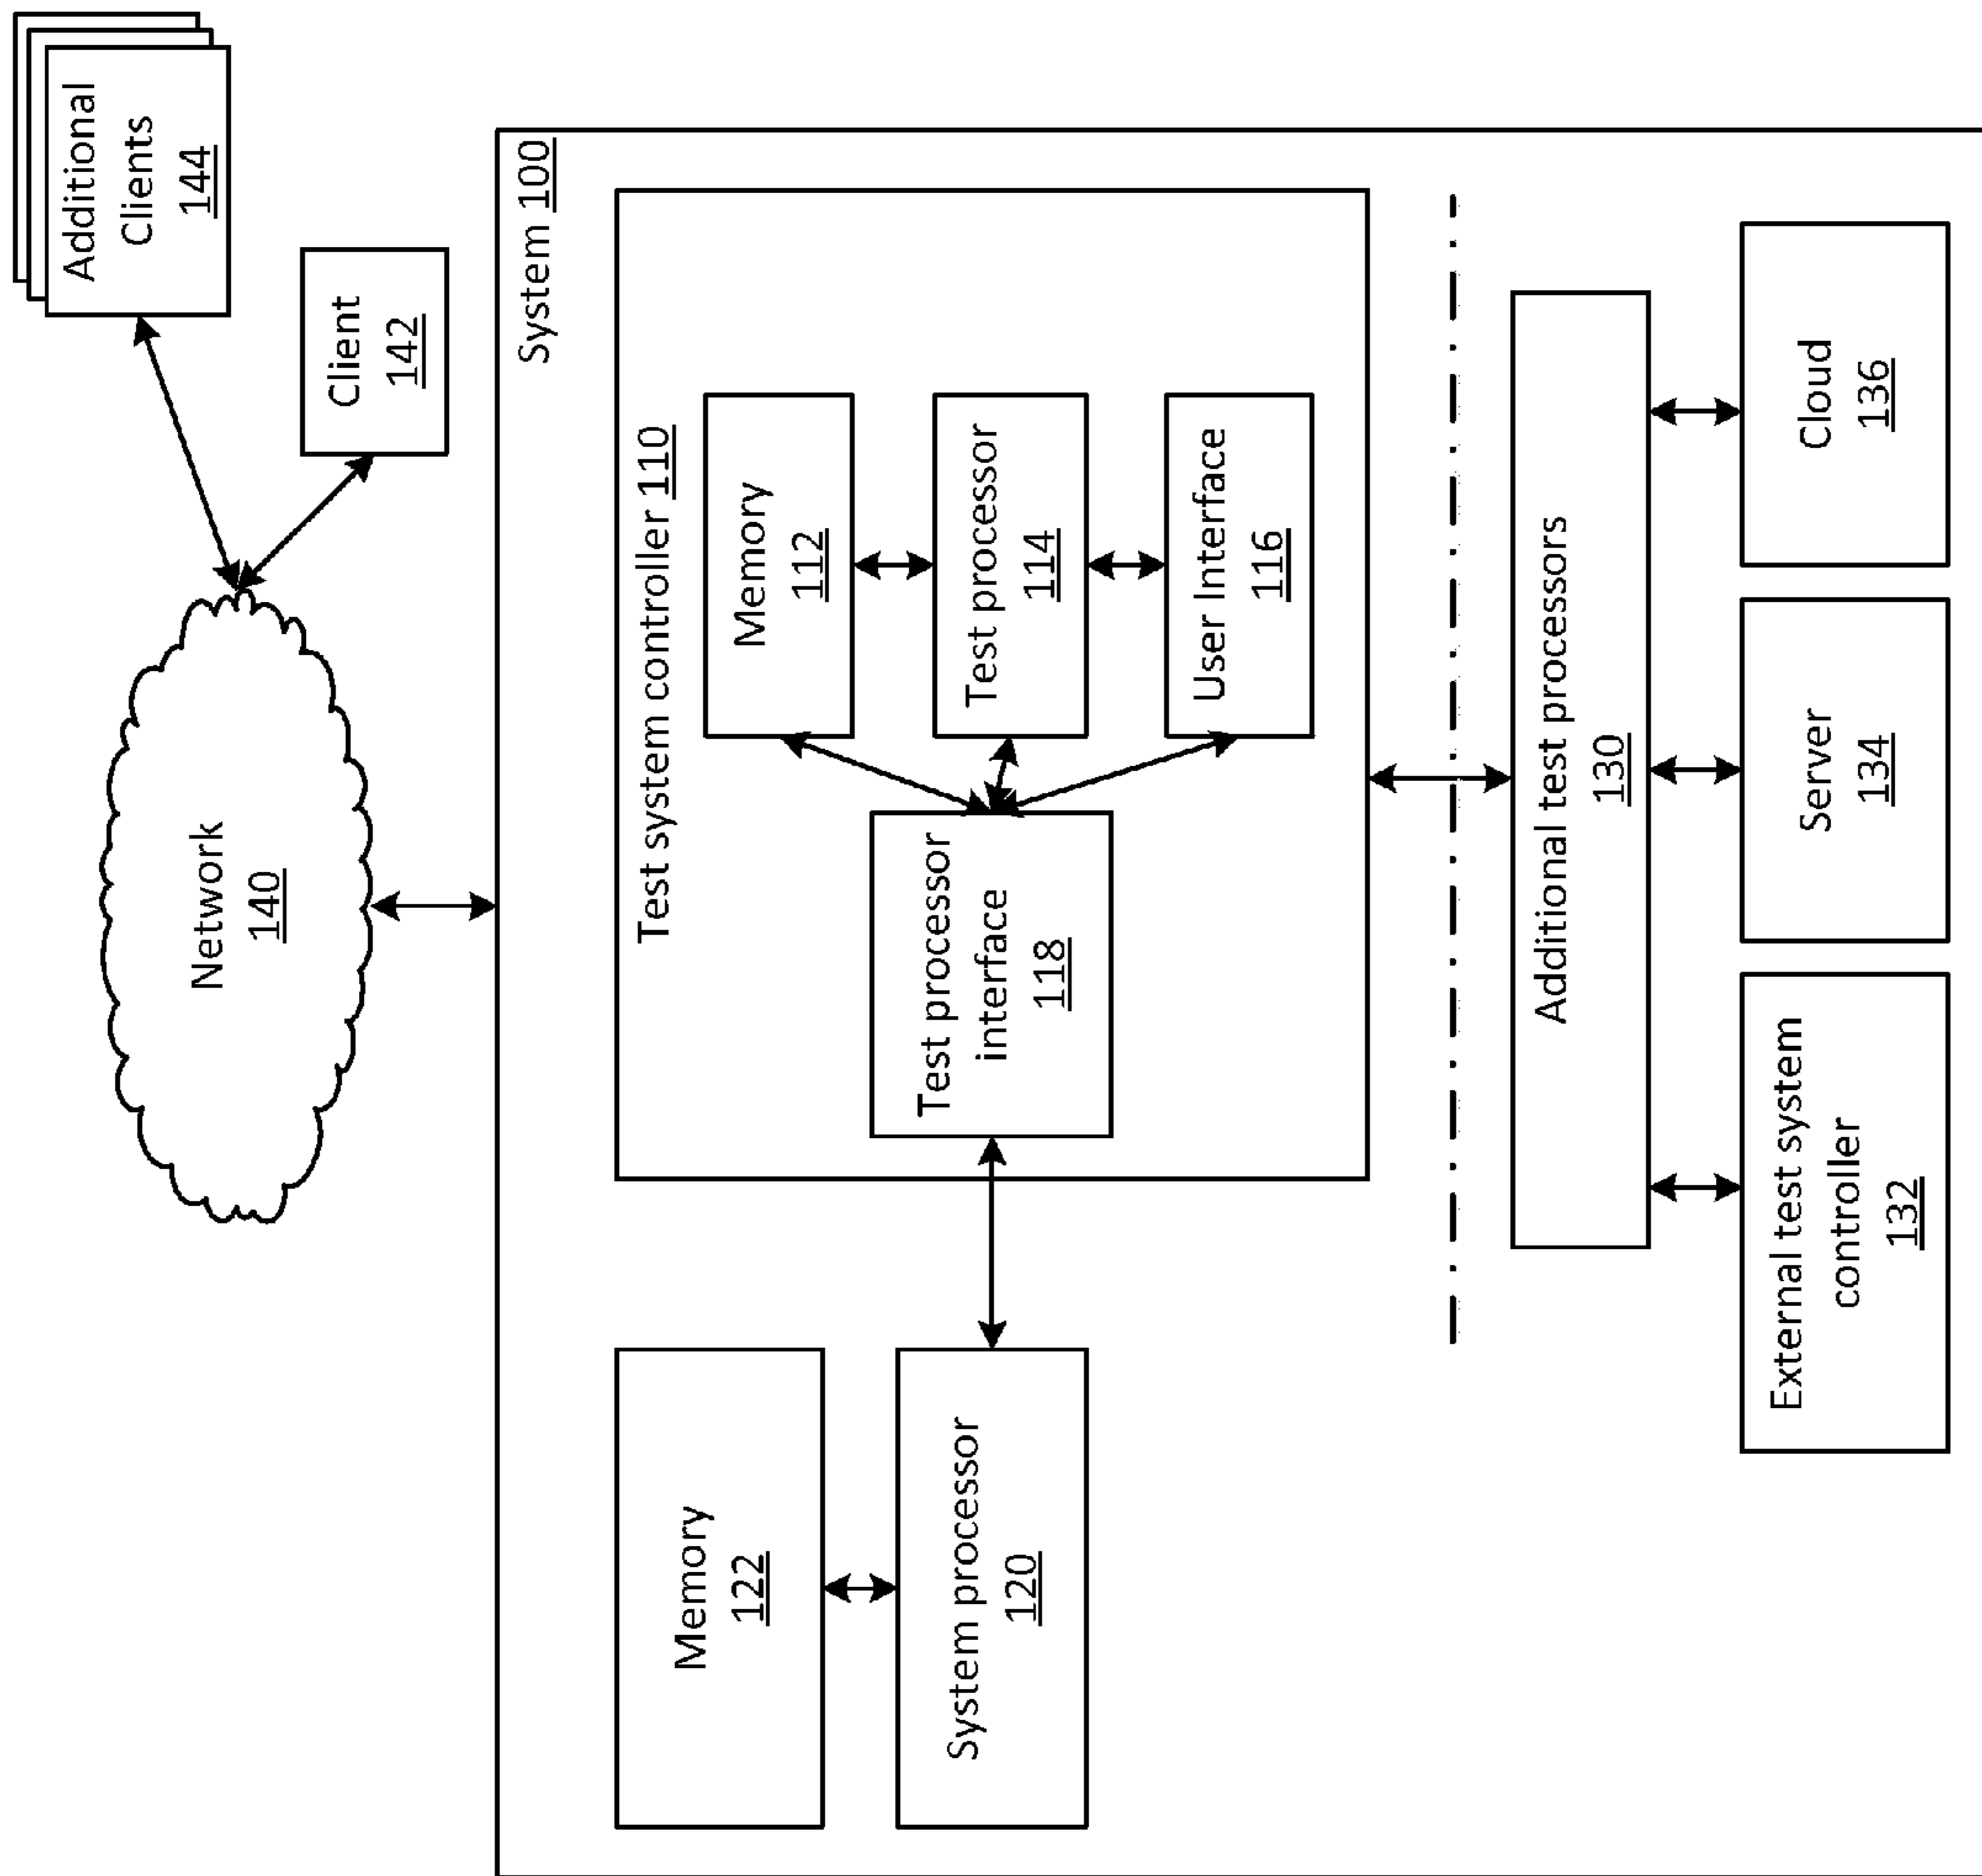 Network
140
Additional
Clients
144
Client
142
System 100
Test system controller 110
Memory
122
Memory
112
System processor
120
Test processor
interface
118
Test processor
114
User Interface
116
Additional test processors
130
External test system
controller
132
Server
134
Cloud
136